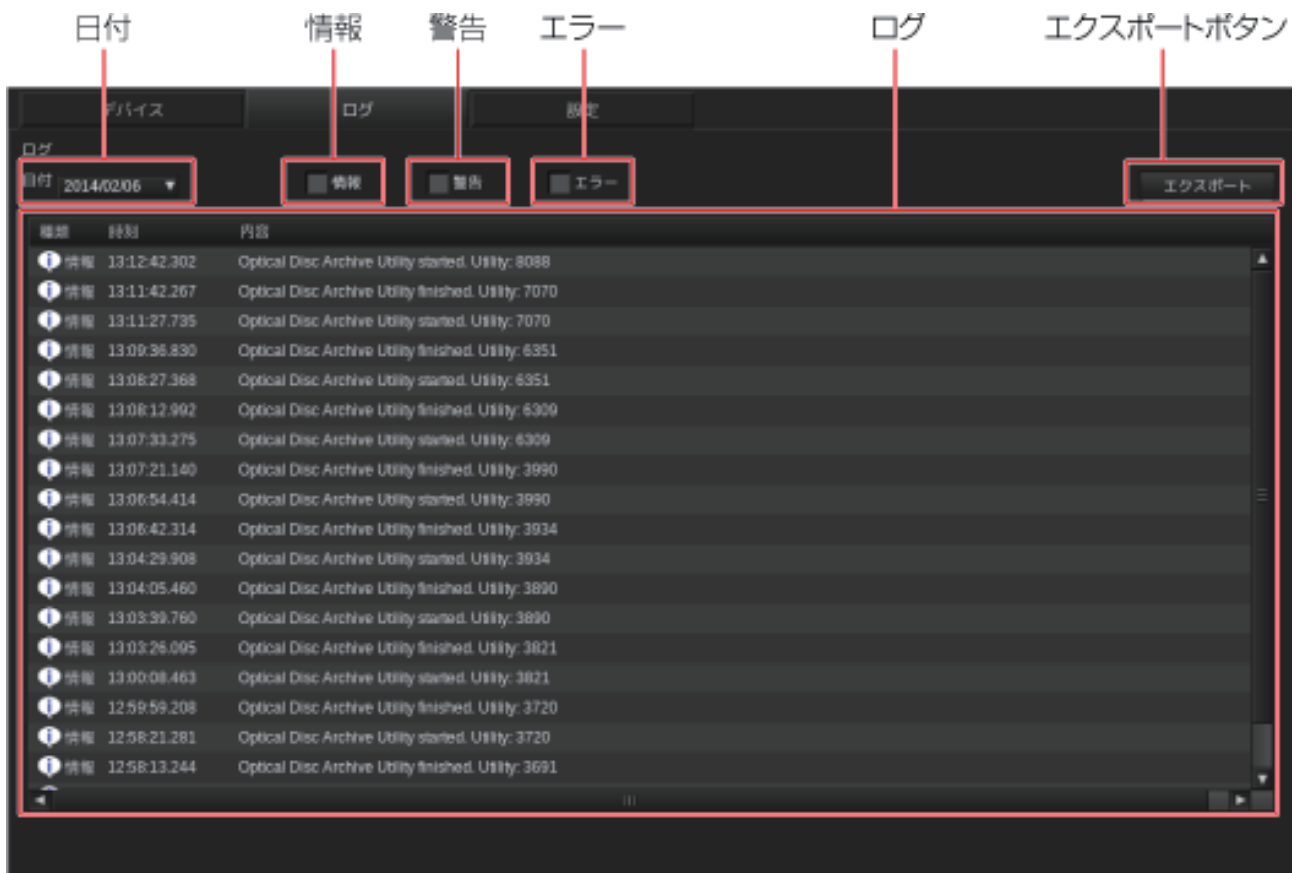 日付 情報 警告 エラー ログ エクスポートボタン
デバイス ログ 設定
ログ
日付 2014/02/06 情報 警告 エラー エクスポート
種類 時刻 内容
情報 13:12:42.302 Optical Disc Archive Utility started. Utility: 8088
情報 13:11:42.267 Optical Disc Archive Utility finished. Utility: 7070
情報 13:11:27.735 Optical Disc Archive Utility started. Utility: 7070
情報 13:09:36.830 Optical Disc Archive Utility finished. Utility: 6351
情報 13:08:27.368 Optical Disc Archive Utility started. Utility: 6351
情報 13:08:12.992 Optical Disc Archive Utility finished. Utility: 6309
情報 13:07:33.275 Optical Disc Archive Utility started. Utility: 6309
情報 13:07:21.140 Optical Disc Archive Utility finished. Utility: 3990
情報 13:06:54.414 Optical Disc Archive Utility started. Utility: 3990
情報 13:06:42.314 Optical Disc Archive Utility finished. Utility: 3934
情報 13:04:29.908 Optical Disc Archive Utility started. Utility: 3934
情報 13:04:05.460 Optical Disc Archive Utility finished. Utility: 3890
情報 13:03:39.760 Optical Disc Archive Utility started. Utility: 3890
情報 13:03:26.095 Optical Disc Archive Utility finished. Utility: 3821
情報 13:00:08.463 Optical Disc Archive Utility started. Utility: 3821
情報 12:59:59.208 Optical Disc Archive Utility finished. Utility: 3720
情報 12:58:21.281 Optical Disc Archive Utility started. Utility: 3720
情報 12:58:13.244 Optical Disc Archive Utility finished. Utility: 3691